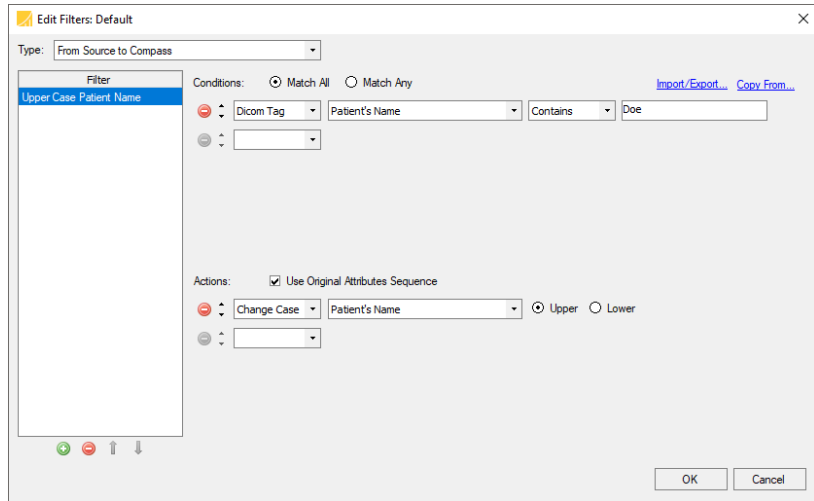 Edit Filters: Default
Type: From Source to Compass
Filter
Upper Case Patient Name
Conditions: Match All Match Any Import/Export... Copy From...
Dicom Tag Patient's Name Contains Doe
Actions: Use Original Attributes Sequence
Change Case Patient's Name Upper Lower
OK Cancel